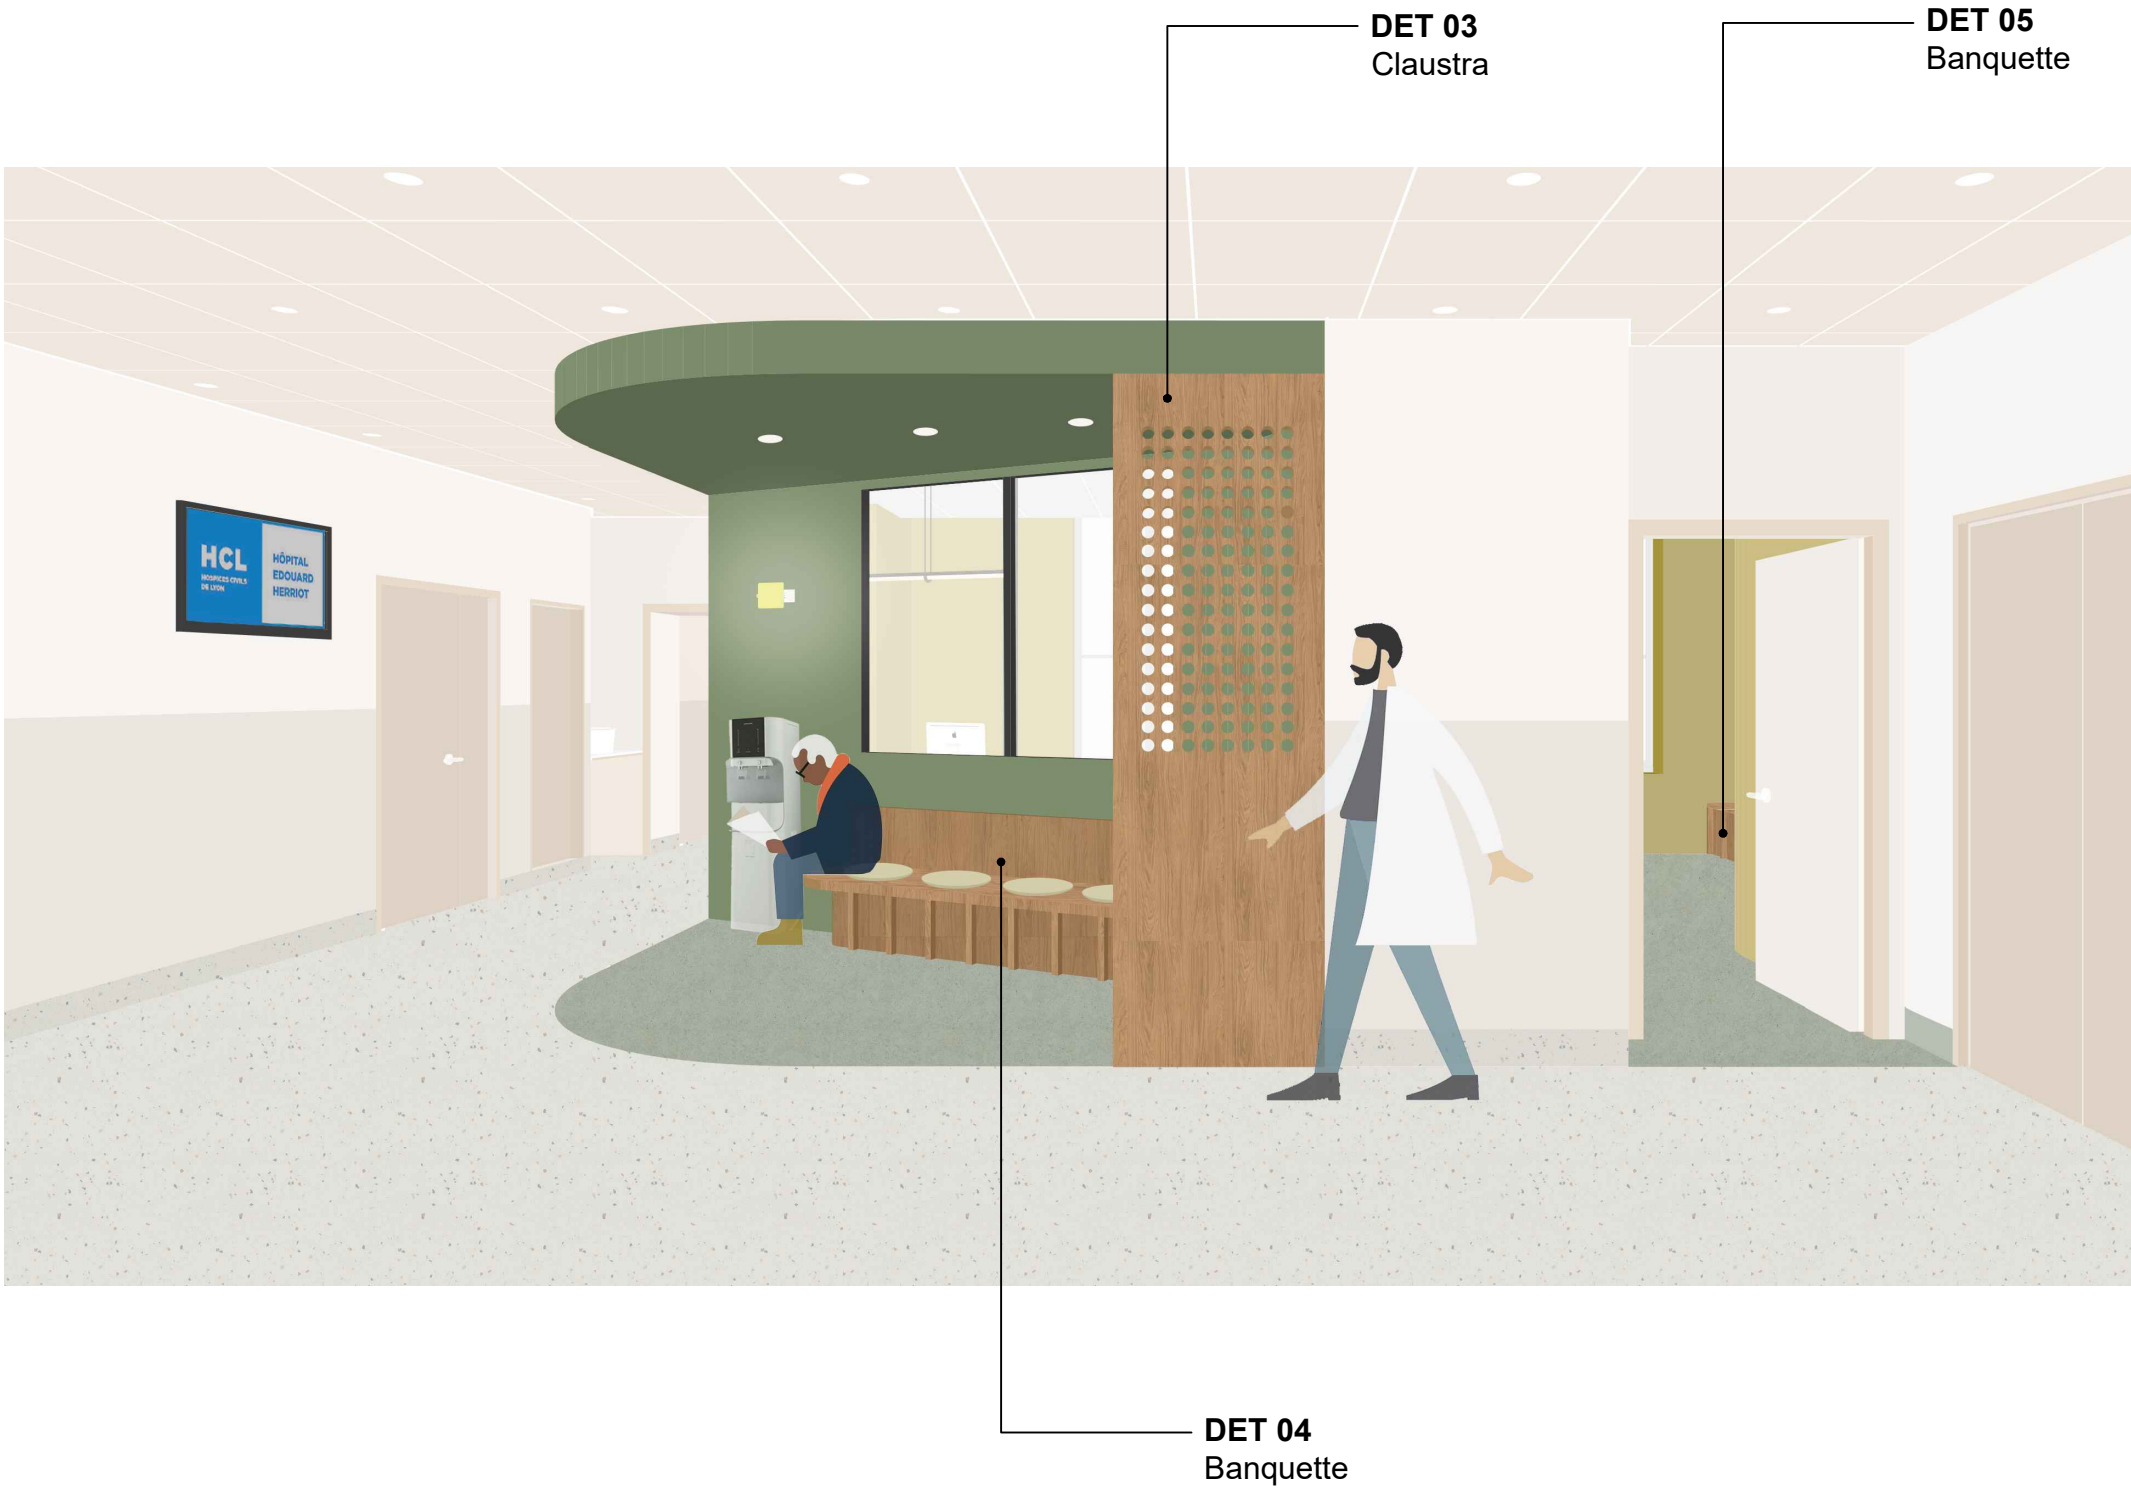 DET 03
Claustra
DET 05
Banquette
HCL
HOSPICES CIVILS
DE LYON
HÔPITAL
EDOUARD
HERRIOT
DET 04
Banquette